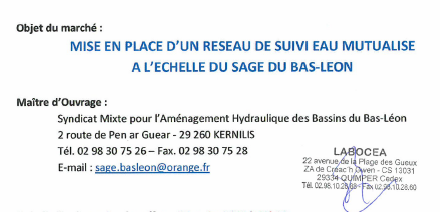 Objet du marché :
MISE EN PLACE D'UN RESEAU DE SUIVI EAU MUTUALISE
A L'ECHELLE DU SAGE DU BAS-LEON
Maître d'Ouvrage :
Syndicat Mixte pour l'Aménagement Hydraulique des Bassins du Bas-Léon
2 route de Pen ar Guear - 29 260 KERNILIS
Tél. 02 98 30 75 26 – Fax. 02 98 30 75 28
E-mail : sage.basleon@orange.fr
LABOCEA
22 avenue de la Plage des Gueux
ZA de Créac'h Gwen - CS 13031
29334 QUIMPER Cedex
Tél. 02.98.10.28.88 - Fax 02.98.10.28.60